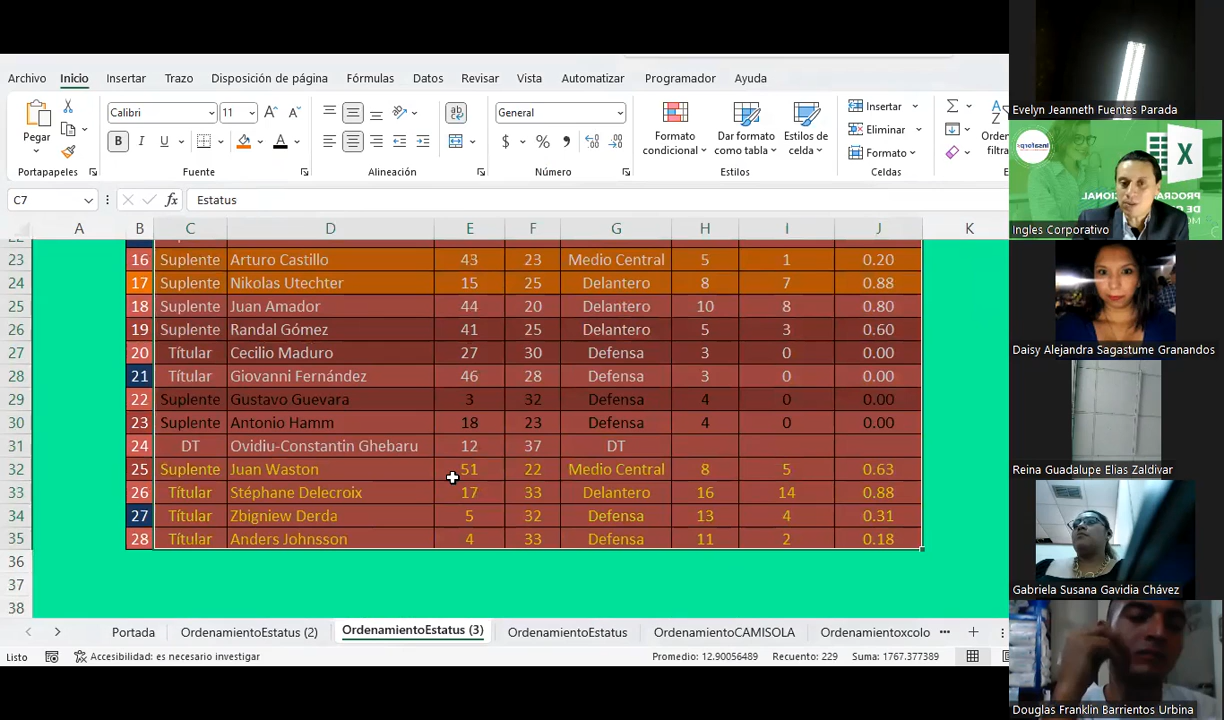 Archivo Inicio Insertar Trazo Disposición de página Fórmulas Datos Revisar Vista Automatizar Programador Ayuda
Pegar
Calibri 11
N K S
General
$ % 9
Formato condicional
Dar formato como tabla
Estilos de celda
Insertar
Eliminar
Formato
Portapapeles Fuente Alineación Número Estilos Celdas
C7 fx Estatus
A B C D E F G H I J K
23 16 Suplente Arturo Castillo 43 23 Medio Central 5 1 0.20
24 17 Suplente Nikolas Utechter 15 25 Delantero 8 7 0.88
25 18 Suplente Juan Amador 44 20 Delantero 10 8 0.80
26 19 Suplente Randal Gómez 41 25 Delantero 5 3 0.60
27 20 Títular Cecilio Maduro 27 30 Defensa 3 0 0.00
28 21 Títular Giovanni Fernández 46 28 Defensa 3 0 0.00
29 22 Suplente Gustavo Guevara 3 32 Defensa 4 0 0.00
30 23 Suplente Antonio Hamm 18 23 Defensa 4 0 0.00
31 24 DT Ovidiu-Constantin Ghebaru 12 37 DT
32 25 Suplente Juan Waston 51 22 Medio Central 8 5 0.63
33 26 Títular Stéphane Delecroix 17 33 Delantero 16 14 0.88
34 27 Títular Zbigniew Derda 5 32 Defensa 13 4 0.31
35 28 Títular Anders Johnsson 4 33 Defensa 11 2 0.18
36
37
38
Portada OrdenamientoEstatus (2) OrdenamientoEstatus (3) OrdenamientoEstatus OrdenamientoCAMISOLA Ordenamientoxcolo
Listo Accesibilidad: es necesario investigar Promedio: 12.90056489 Recuento: 229 Suma: 1767.377389
Evelyn Jeanneth Fuentes Parada
Ingles Corporativo
Daisy Alejandra Sagastume Granandos
Reina Guadalupe Elias Zaldivar
Gabriela Susana Gavidia Chávez
Douglas Franklin Barrientos Urbina